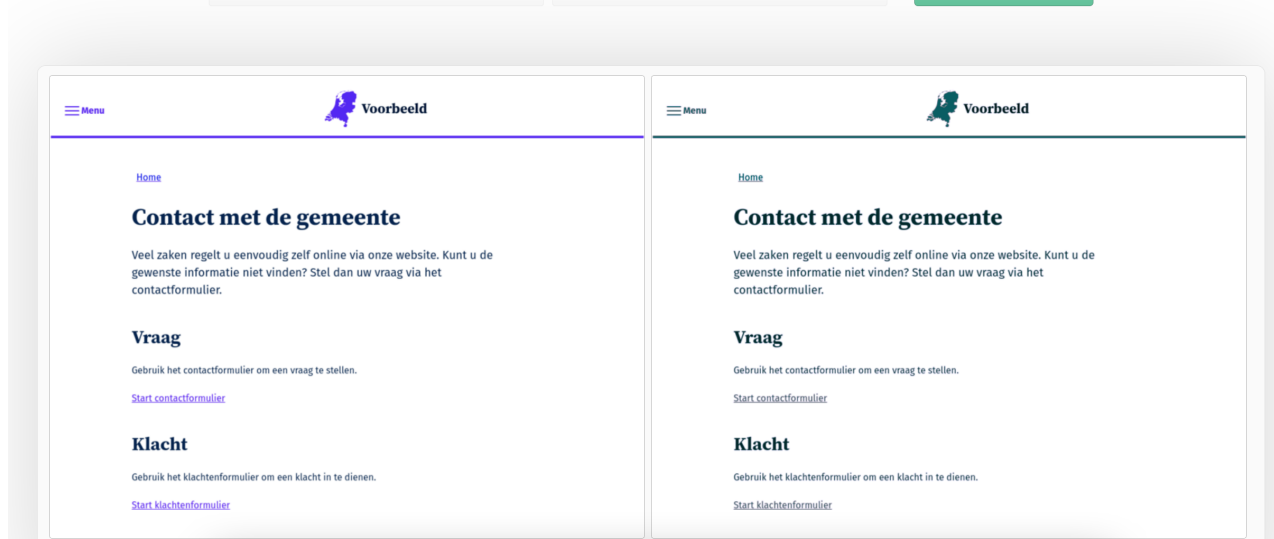 Menu
Voorbeeld
Home
Contact met de gemeente
Veel zaken regelt u eenvoudig zelf online via onze website. Kunt u de
gewenste informatie niet vinden? Stel dan uw vraag via het
contactformulier.
Vraag
Gebruik het contactformulier om een vraag te stellen.
Start contactformulier
Klacht
Gebruik het klachtenformulier om een klacht in te dienen.
Start klachtenformulier
Menu
Voorbeeld
Home
Contact met de gemeente
Veel zaken regelt u eenvoudig zelf online via onze website. Kunt u de
gewenste informatie niet vinden? Stel dan uw vraag via het
contactformulier.
Vraag
Gebruik het contactformulier om een vraag te stellen.
Start contactformulier
Klacht
Gebruik het klachtenformulier om een klacht in te dienen.
Start klachtenformulier